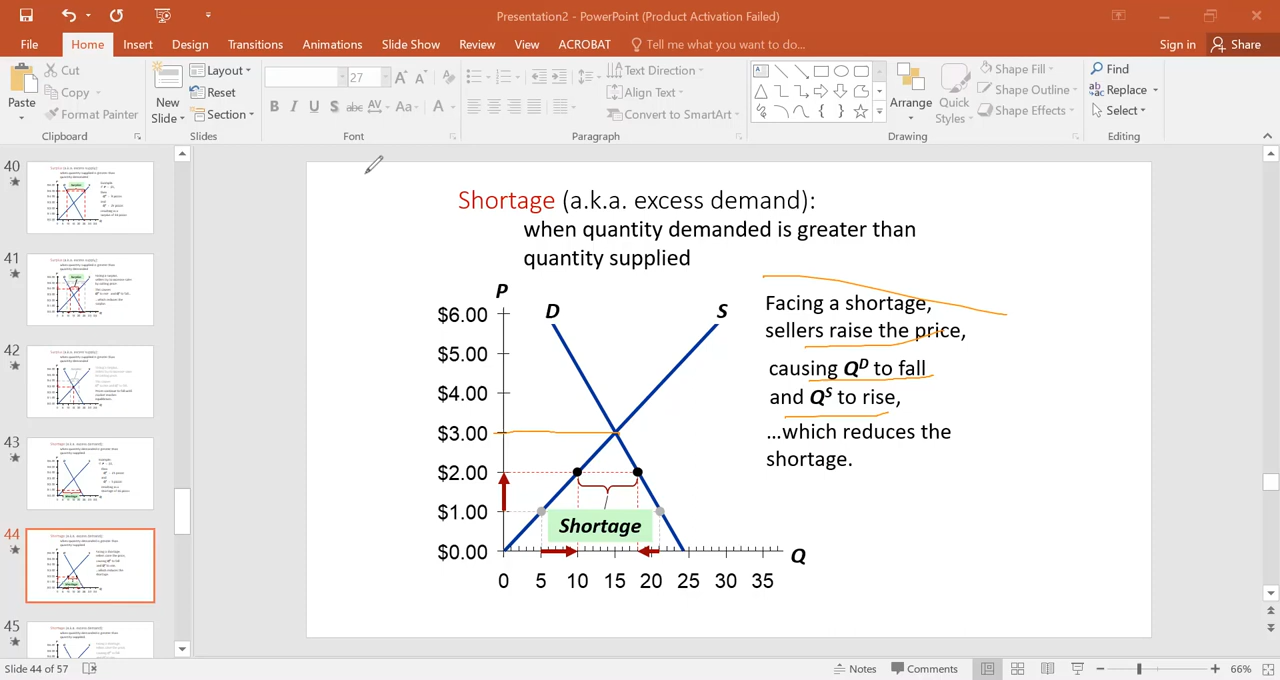 Presentation2 - PowerPoint (Product Activation Failed)
File Home Insert Design Transitions Animations Slide Show Review View ACROBAT Tell me what you want to do... Sign in Share
Paste
Cut
Copy
Format Painter
Clipboard
New Slide
Layout
Reset
Section
Slides
27
Font
Text Direction
Align Text
Convert to SmartArt
Paragraph
Arrange
Quick Styles
Shape Fill
Shape Outline
Shape Effects
Drawing
Find
Replace
Select
Editing
40
41
42
43
44
45
Shortage (a.k.a. excess demand):
when quantity demanded is greater than
quantity supplied
P
D
S
$6.00
$5.00
$4.00
$3.00
$2.00
$1.00
$0.00
Shortage
Q
0 5 10 15 20 25 30 35
Facing a shortage,
sellers raise the price,
causing QD to fall
and QS to rise,
…which reduces the
shortage.
Slide 44 of 57
Notes
Comments
66%